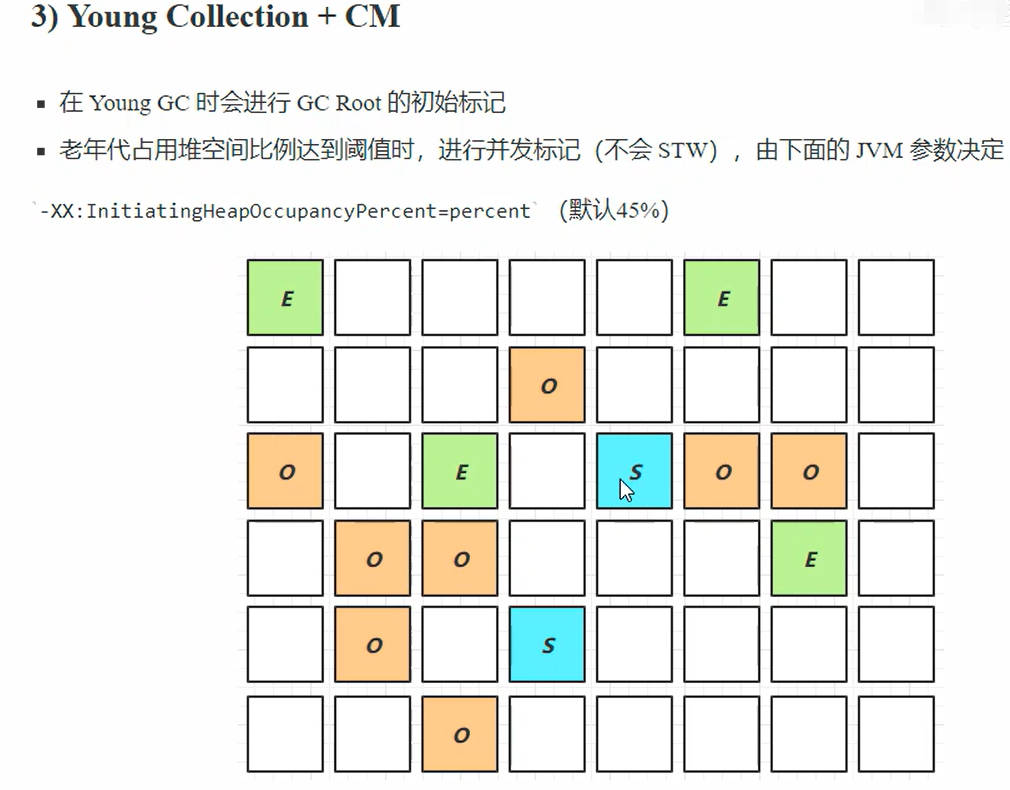 3) Young Collection + CM
▪ 在 Young GC 时会进行 GC Root 的初始标记
▪ 老年代占用堆空间比例达到阈值时，进行并发标记（不会 STW），由下面的 JVM 参数决定
`-XX:InitiatingHeapOccupancyPercent=percent` （默认45%）
E E
O
O E S O O
O O E
O S
O